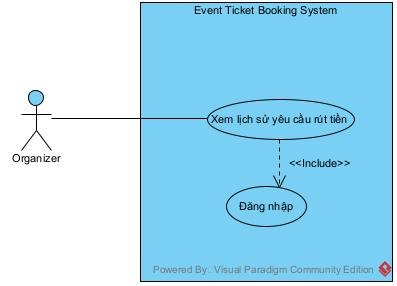 Event Ticket Booking System
Xem lịch sử yêu cầu rút tiền
Organizer
<<Include>>
Đăng nhập
Powered By: Visual Paradigm Community Edition